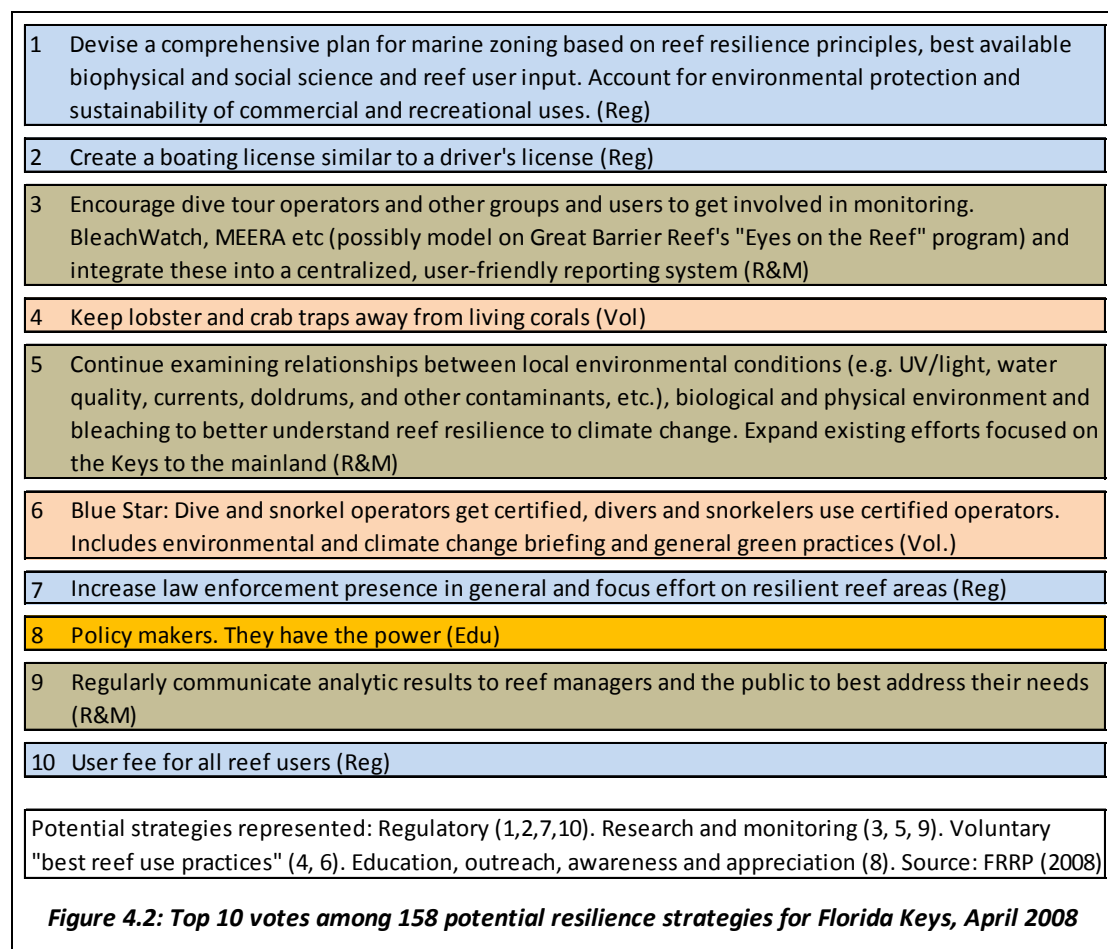 1 Devise a comprehensive plan for marine zoning based on reef resilience principles, best available
biophysical and social science and reef user input. Account for environmental protection and
sustainability of commercial and recreational uses. (Reg)
2 Create a boating license similar to a driver's license (Reg)
3 Encourage dive tour operators and other groups and users to get involved in monitoring.
BleachWatch, MEERA etc (possibly model on Great Barrier Reef's "Eyes on the Reef" program) and
integrate these into a centralized, user-friendly reporting system (R&M)
4 Keep lobster and crab traps away from living corals (Vol)
5 Continue examining relationships between local environmental conditions (e.g. UV/light, water
quality, currents, doldrums, and other contaminants, etc.), biological and physical environment and
bleaching to better understand reef resilience to climate change. Expand existing efforts focused on
the Keys to the mainland (R&M)
6 Blue Star: Dive and snorkel operators get certified, divers and snorkelers use certified operators.
Includes environmental and climate change briefing and general green practices (Vol.)
7 Increase law enforcement presence in general and focus effort on resilient reef areas (Reg)
8 Policy makers. They have the power (Edu)
9 Regularly communicate analytic results to reef managers and the public to best address their needs
(R&M)
10 User fee for all reef users (Reg)
Potential strategies represented: Regulatory (1,2,7,10). Research and monitoring (3, 5, 9). Voluntary
"best reef use practices" (4, 6). Education, outreach, awareness and appreciation (8). Source: FRRP (2008)
Figure 4.2: Top 10 votes among 158 potential resilience strategies for Florida Keys, April 2008